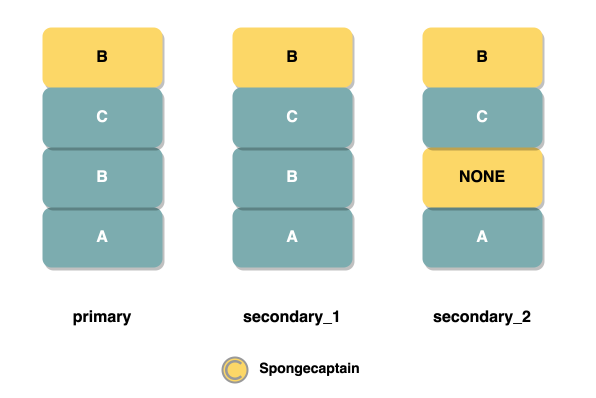 B B B
C C C
B B NONE
A A A
primary secondary_1 secondary_2
Spongecaptain